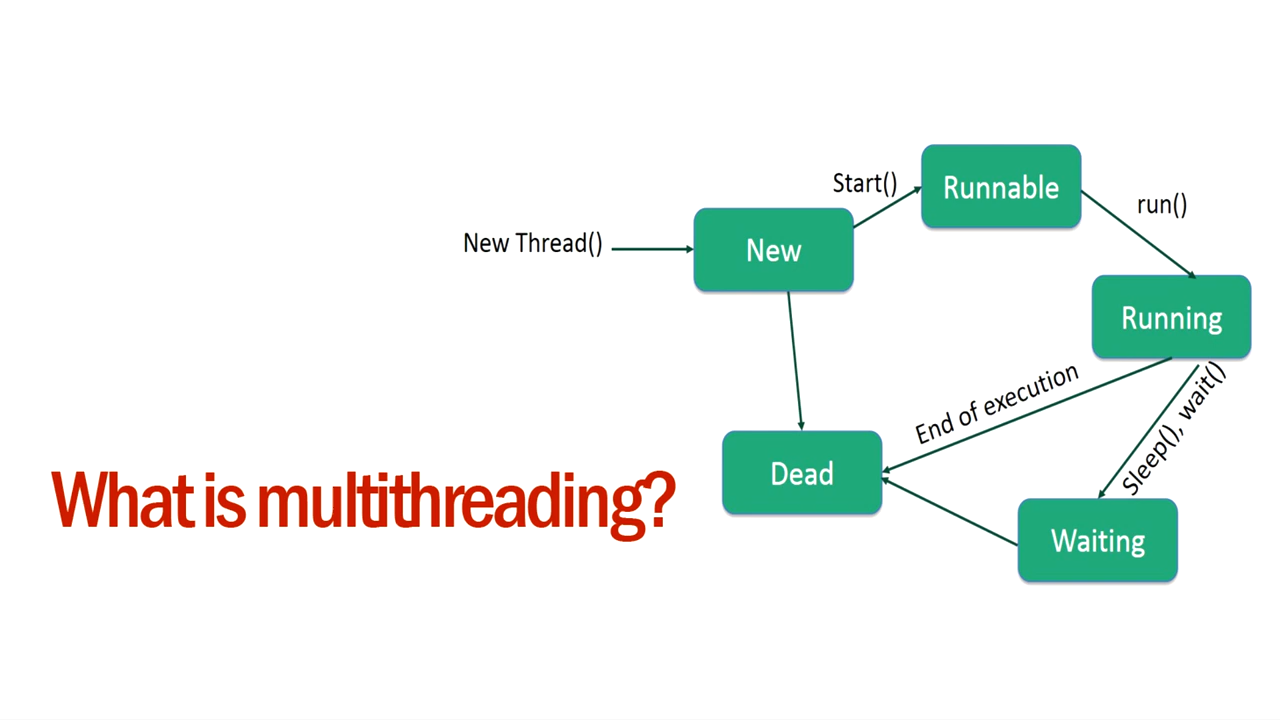 Start()
Runnable
run()
New Thread()
New
Running
End of execution
Sleep(), wait()
Dead
What is multithreading?
Waiting